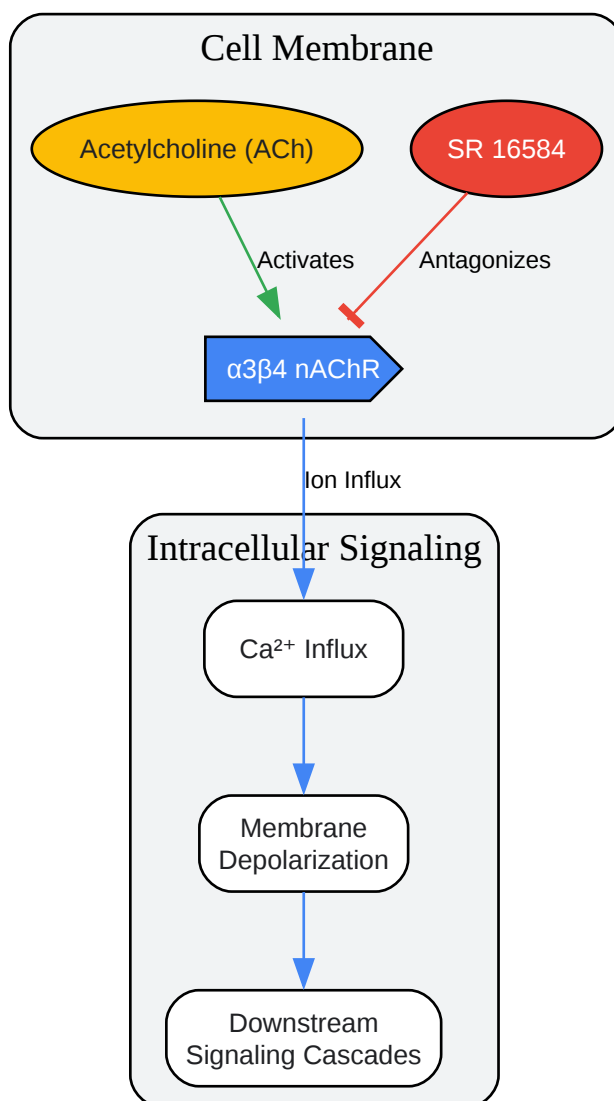 Cell Membrane
Acetylcholine (ACh)
SR 16584
Activates
Antagonizes
α3β4 nAChR
Ion Influx
Intracellular Signaling
Ca²⁺ Influx
Membrane
Depolarization
Downstream
Signaling Cascades